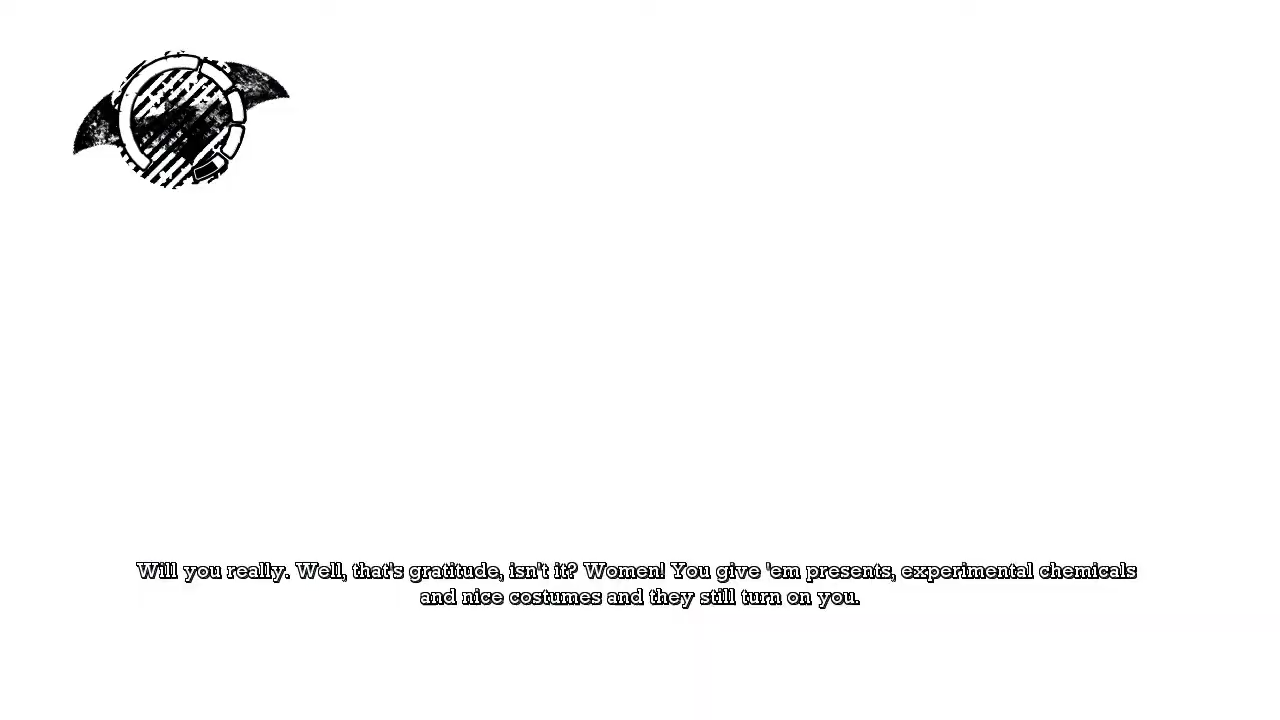 Will you really. Well, that's gratitude, isn't it? Women! You give 'em presents, experimental chemicals
and nice costumes and they still turn on you.